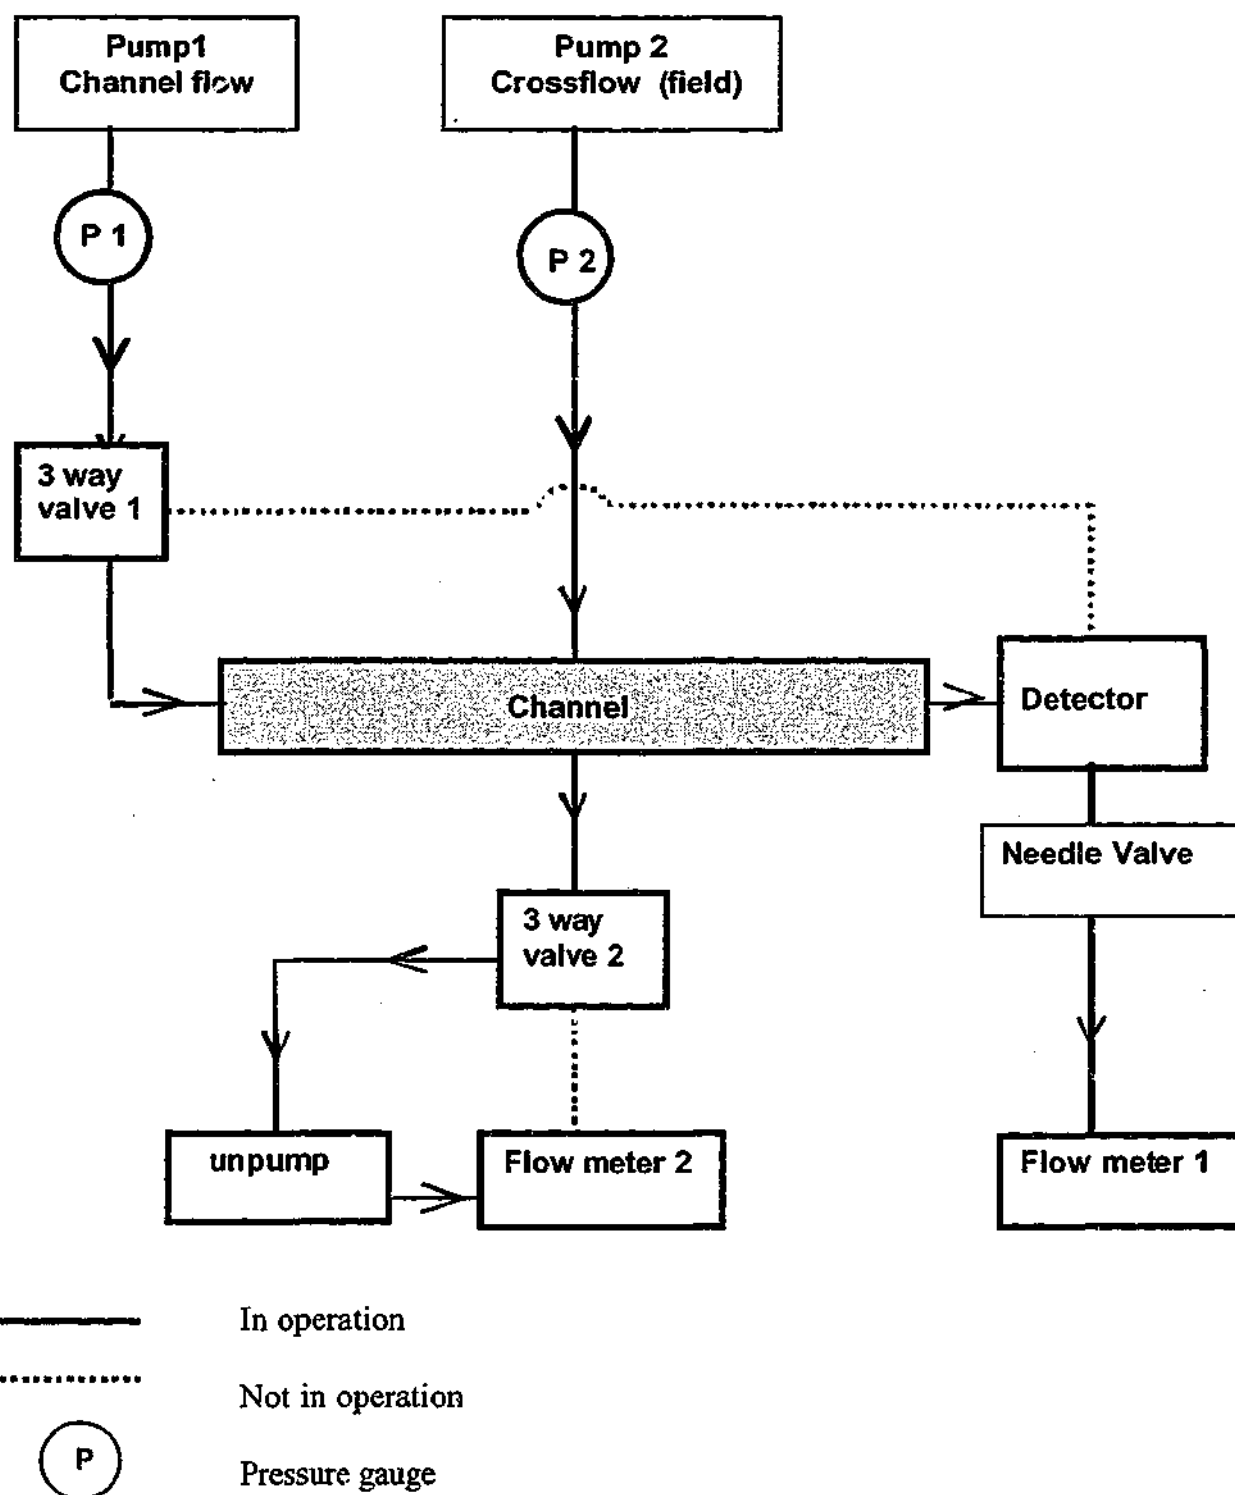 Pump1
Channel flow
Pump 2
Crossflow (field)
P 1
P 2
3 way
valve 1
Channel
Detector
Needle Valve
3 way
valve 2
unpump
Flow meter 2
Flow meter 1
In operation
Not in operation
P
Pressure gauge